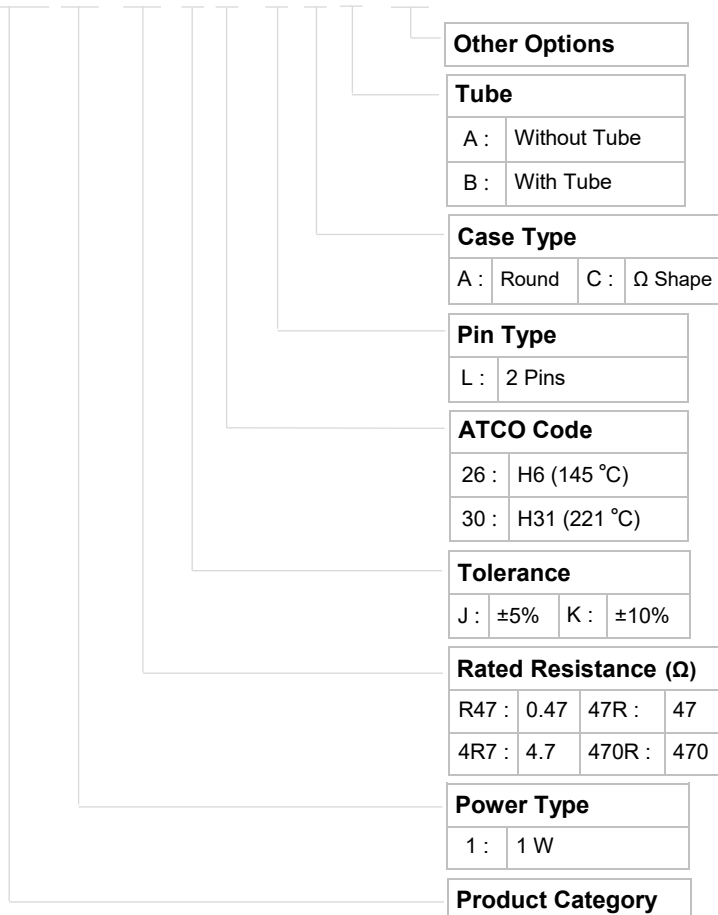 Other Options
Tube
A : Without Tube
B : With Tube
Case Type
A : Round C : Ω Shape
Pin Type
L : 2 Pins
ATCO Code
26 : H6 (145 ℃)
30 : H31 (221 ℃)
Tolerance
J : ±5% K : ±10%
Rated Resistance (Ω)
R47 : 0.47 47R : 47
4R7 : 4.7 470R : 470
Power Type
1 : 1 W
Product Category